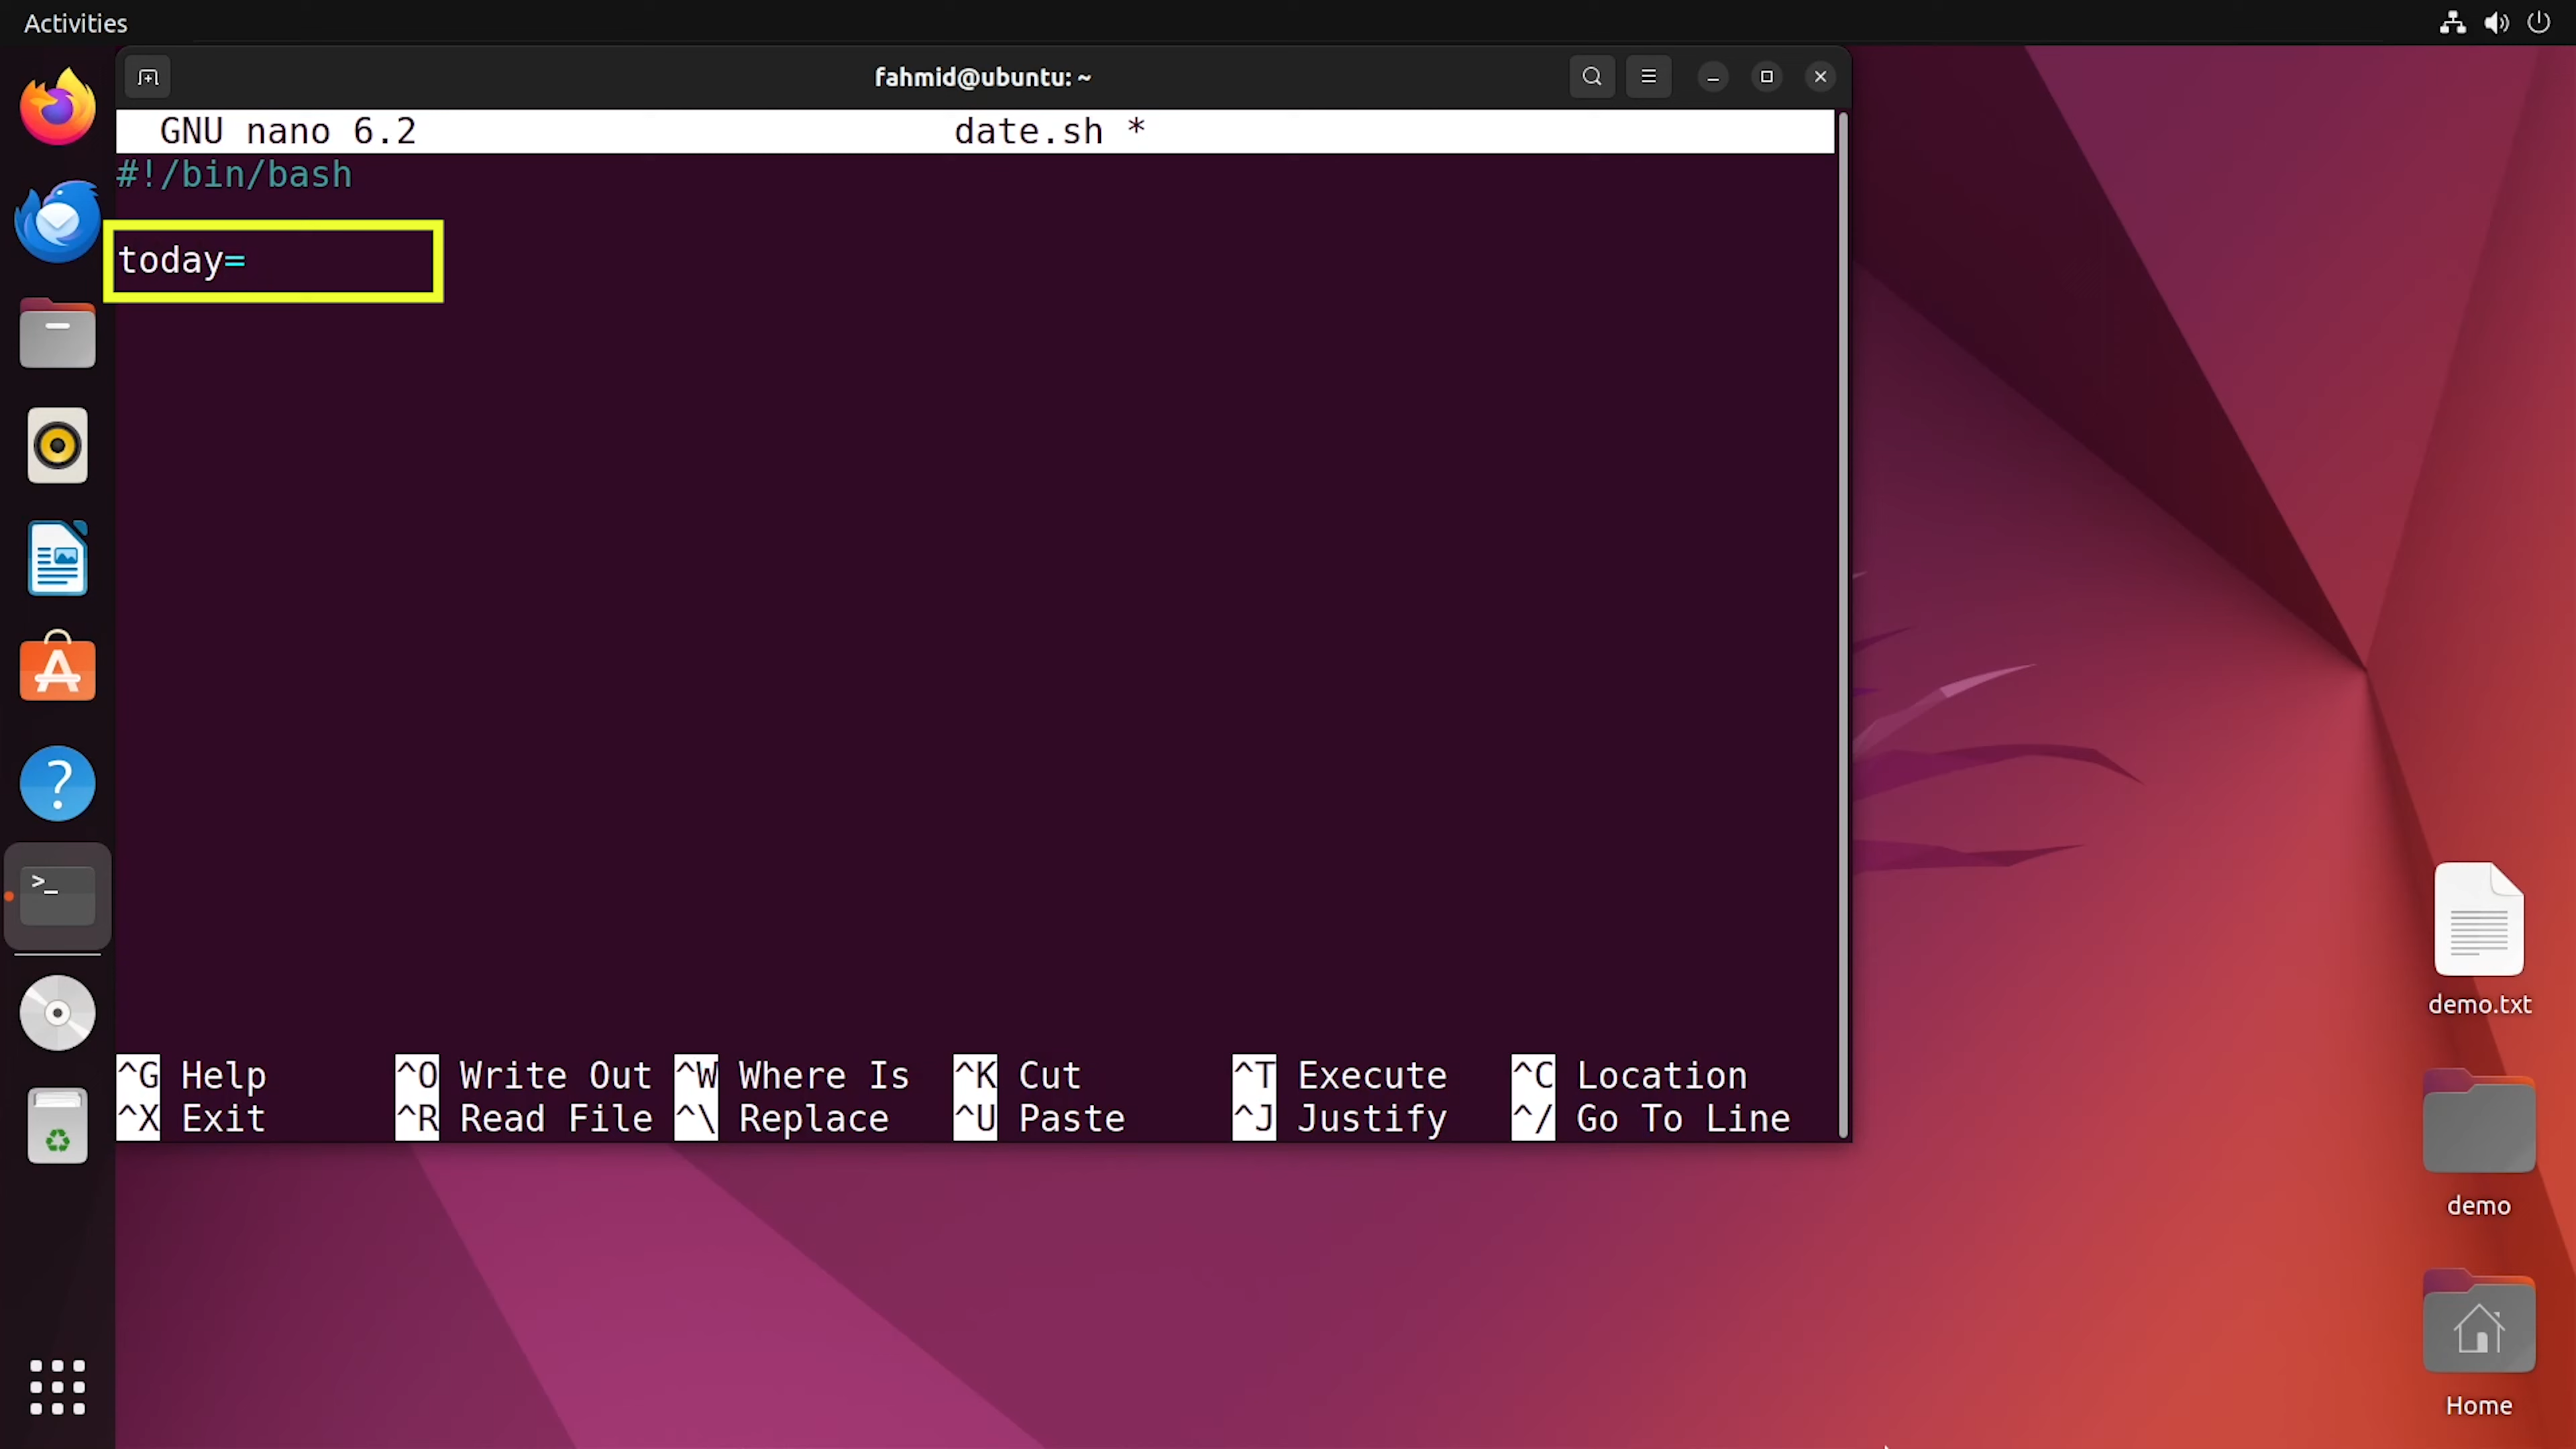 Activities
fahmid@ubuntu: ~
GNU nano 6.2 date.sh *
#!/bin/bash
today=
^G Help ^O Write Out ^W Where Is ^K Cut ^T Execute ^C Location
^X Exit ^R Read File ^\ Replace ^U Paste ^J Justify ^/ Go To Line
demo.txt
demo
Home